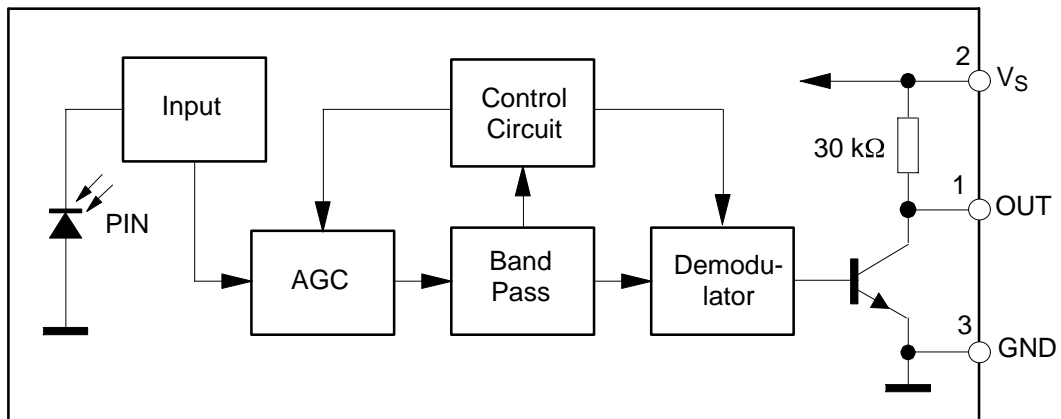 Input
PIN
AGC
Control
Circuit
Band
Pass
Demodu-
lator
30 kΩ
2
VS
1
OUT
3
GND